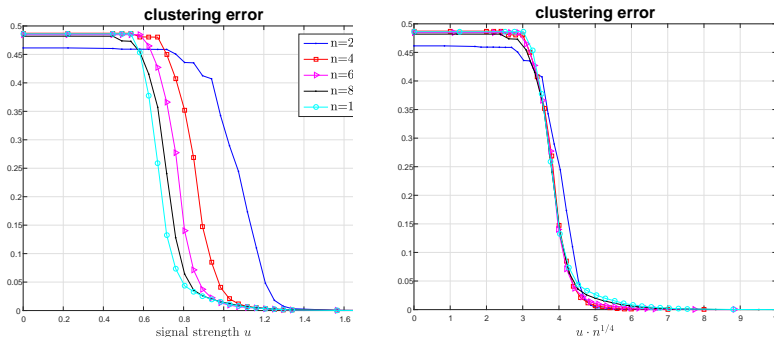 clustering error
0.5
0.45
0.4
0.35
0.3
0.25
0.2
0.15
0.1
0.05
0
0 0.2 0.4 0.6 0.8 1 1.2 1.4 1.6
signal strength u
n=2
n=4
n=6
n=8
n=1
clustering error
0.5
0.45
0.4
0.35
0.3
0.25
0.2
0.15
0.1
0.05
0
0 1 2 3 4 5 6 7 8 9
u · n^{1/4}